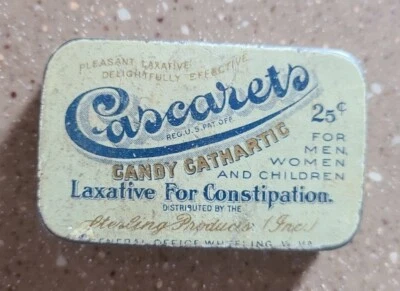 PLEASANT LAXATIVE
DELIGHTFULLY EFFECTIVE
Cascarets
REG. U.S. PAT. OFF.
25¢
CANDY CATHARTIC
FOR
MEN,
WOMEN
AND CHILDREN
Laxative For Constipation.
DISTRIBUTED BY THE
Sterling Products (Inc.)
GENERAL OFFICE WHEELING, W. VA.